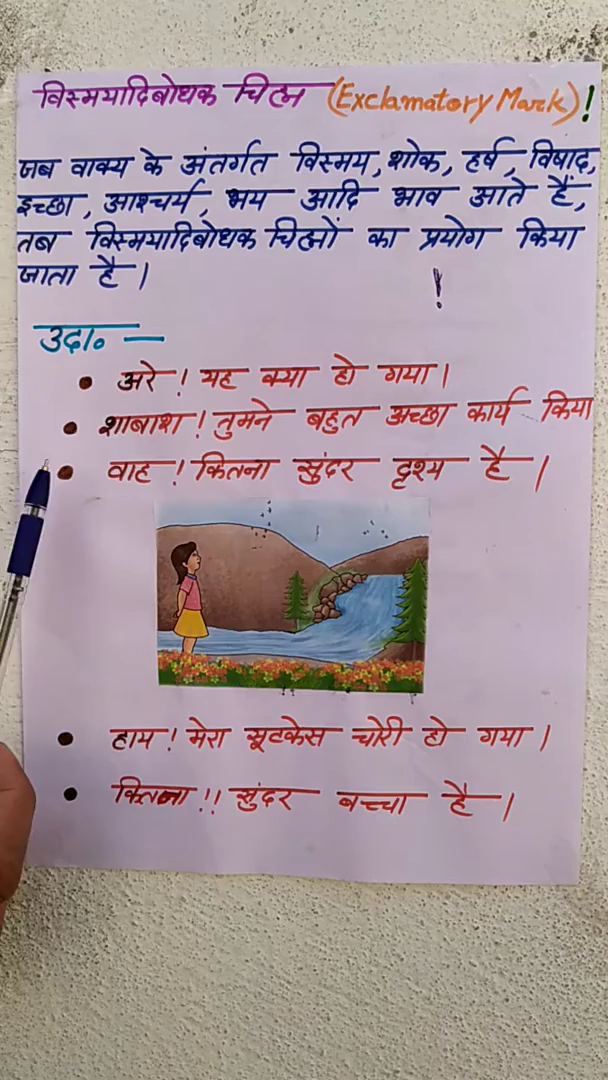 विस्मयादिबोधक चिह्न (Exclamatory Mark) !
जब वाक्य के अंतर्गत विस्मय, शोक, हर्ष, विषाद,
इच्छा, आश्चर्य, भय आदि भाव आते हैं,
तब विस्मयादिबोधक चिह्नों का प्रयोग किया
जाता है।
!
उदा० —
• अरे ! यह क्या हो गया।
• शाबाश ! तुमने बहुत अच्छा कार्य किया
• वाह ! कितना सुंदर दृश्य है।
• हाय ! मेरा सूटकेस चोरी हो गया।
• कितना !! सुंदर बच्चा है।